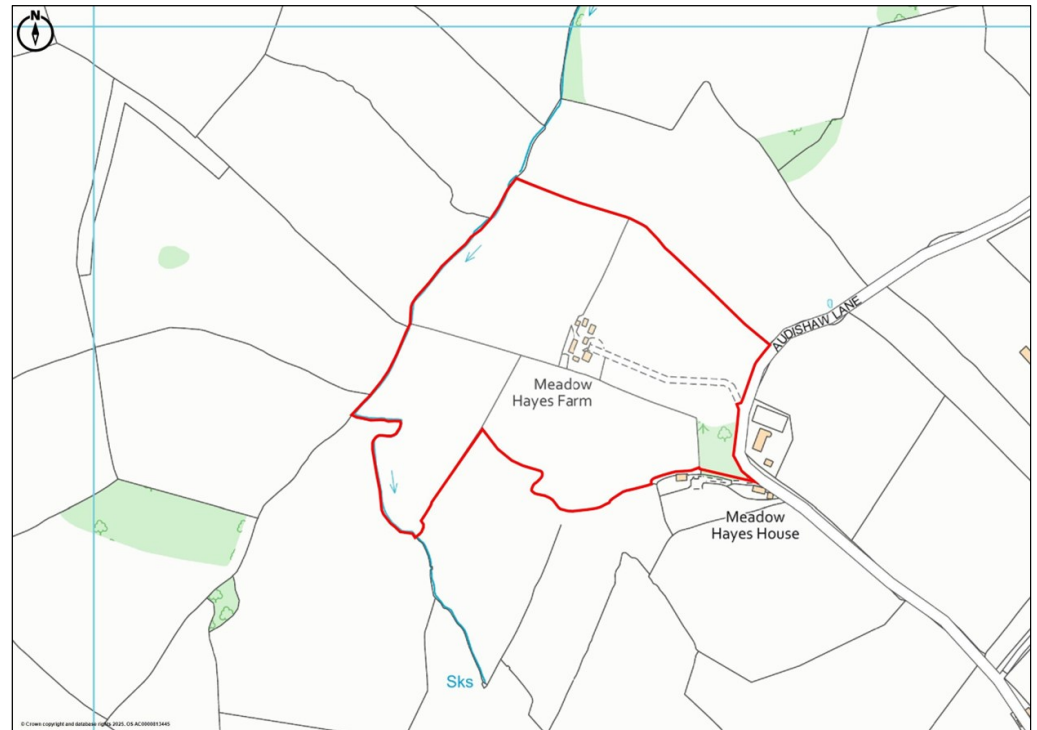 N
AUDISHAW LANE
Meadow
Hayes Farm
Meadow
Hayes House
Sks
© Crown copyright and database rights 2025. OS AC0000813445